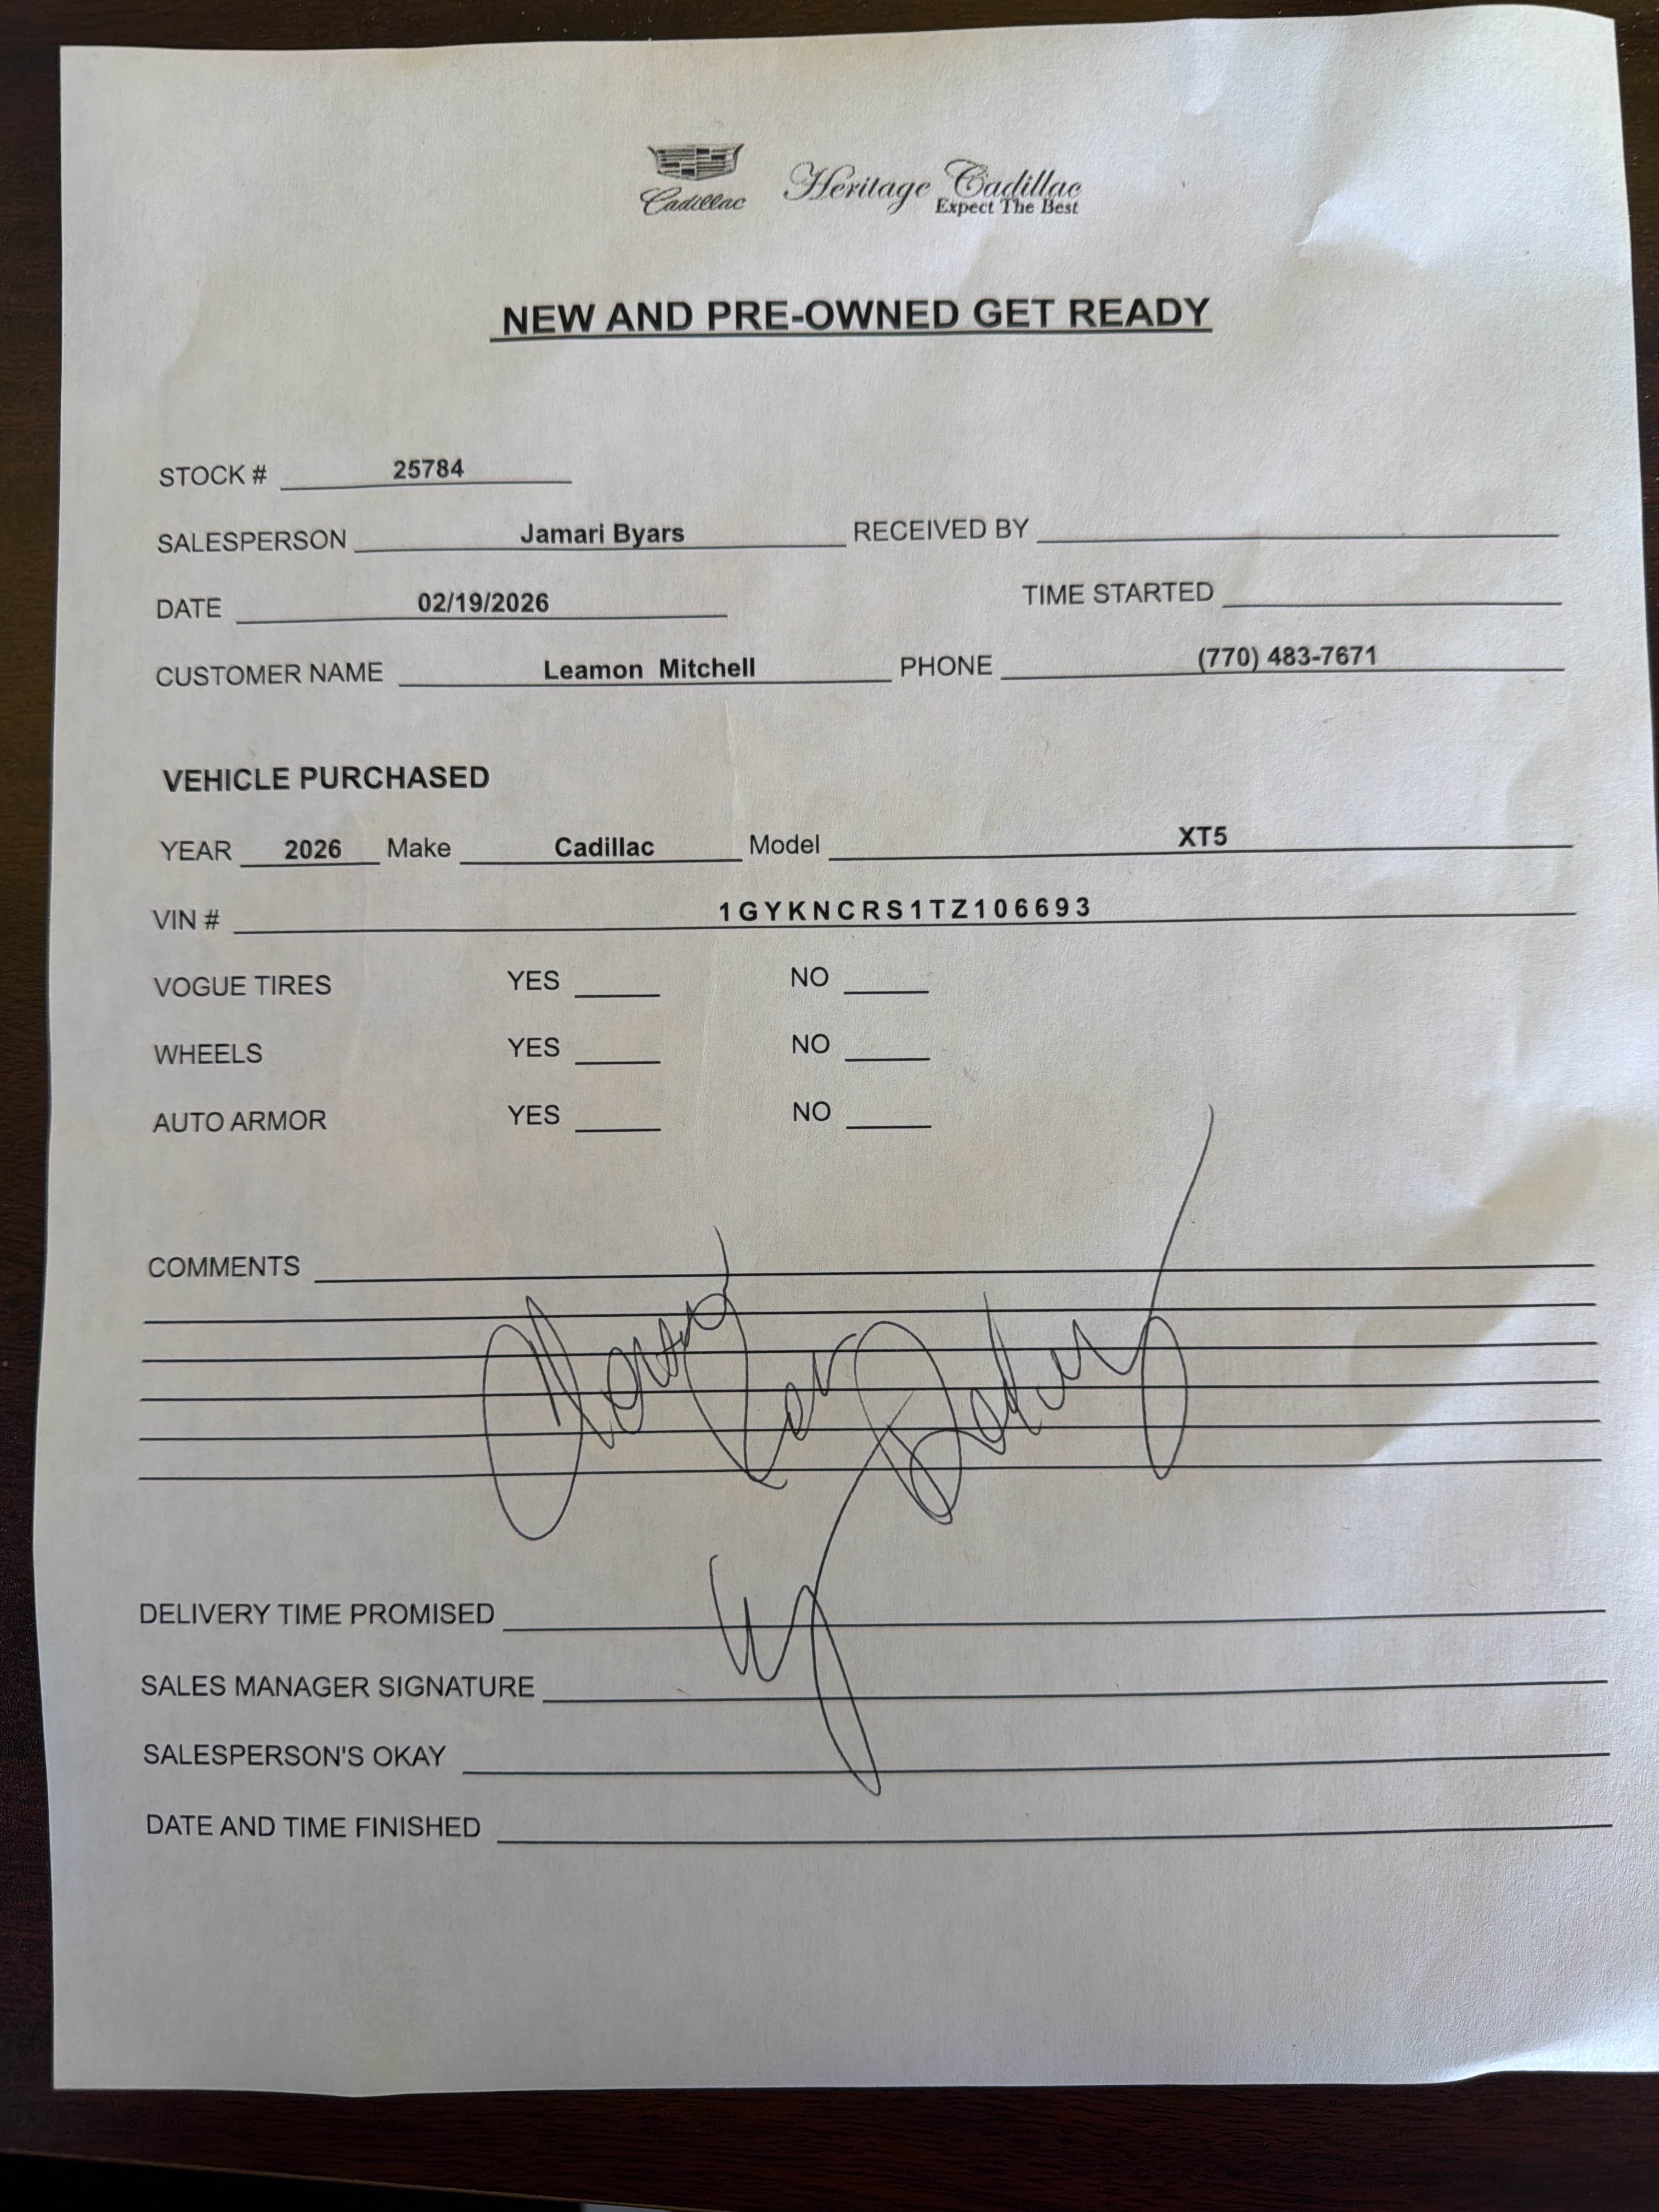 Cadillac
Heritage Cadillac
Expect The Best
NEW AND PRE-OWNED GET READY
STOCK # 25784
SALESPERSON Jamari Byars RECEIVED BY
DATE 02/19/2026 TIME STARTED
CUSTOMER NAME Leamon Mitchell PHONE (770) 483-7671
VEHICLE PURCHASED
YEAR 2026 Make Cadillac Model XT5
VIN # 1GYKNCRS1TZ106693
VOGUE TIRES YES NO
WHEELS YES NO
AUTO ARMOR YES NO
COMMENTS
DELIVERY TIME PROMISED
SALES MANAGER SIGNATURE
SALESPERSON'S OKAY
DATE AND TIME FINISHED